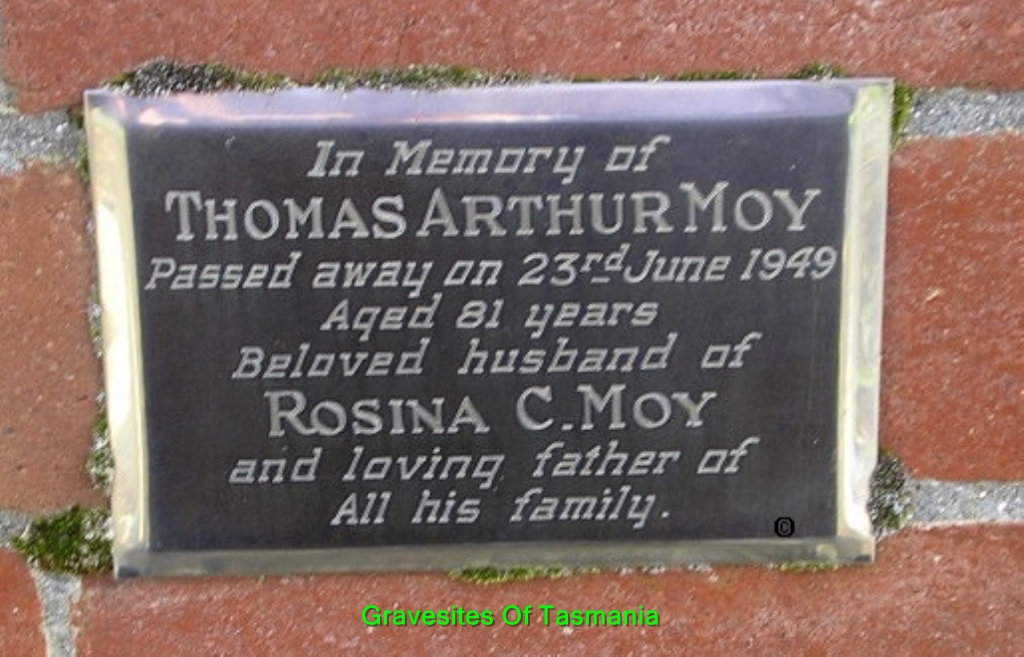 In Memory of
THOMAS ARTHUR MOY
Passed away on 23rd June 1949
Aged 81 years
Beloved husband of
ROSINA C. MOY
and loving father of
All his family.
©
Gravesites Of Tasmania